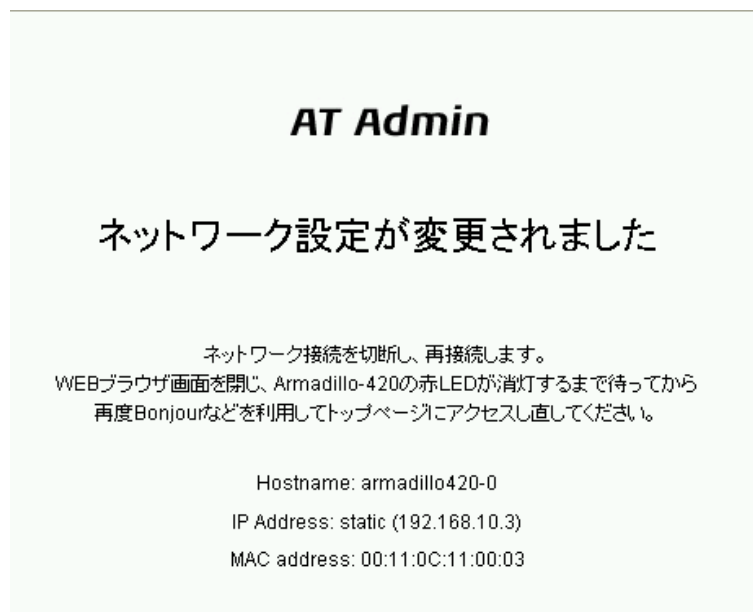 AT Admin
ネットワーク設定が変更されました
ネットワーク接続を切断し、再接続します。
WEBブラウザ画面を閉じ、Armadillo-420の赤LEDが消灯するまで待ってから
再度Bonjourなどを利用してトップページにアクセスし直してください。
Hostname: armadillo420-0
IP Address: static (192.168.10.3)
MAC address: 00:11:0C:11:00:03